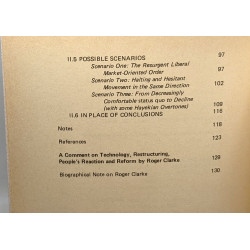 11.5 POSSIBLE SCENARIOS 97
Scenario One: The Resurgent Liberal
Market-Oriented Order 97
Scenario Two: Halting and Hesitant
Movement in the Same Direction 102
Scenario Three: From Decreasingly
Comfortable status quo to Decline
(with some Hayekian Overtones) 109
11.6 IN PLACE OF CONCLUSIONS 116
Notes 118
References 123
A Comment on Technology, Restructuring,
People's Reaction and Reform by Roger Clarke 128
Biographical Note on Roger Clarke 130